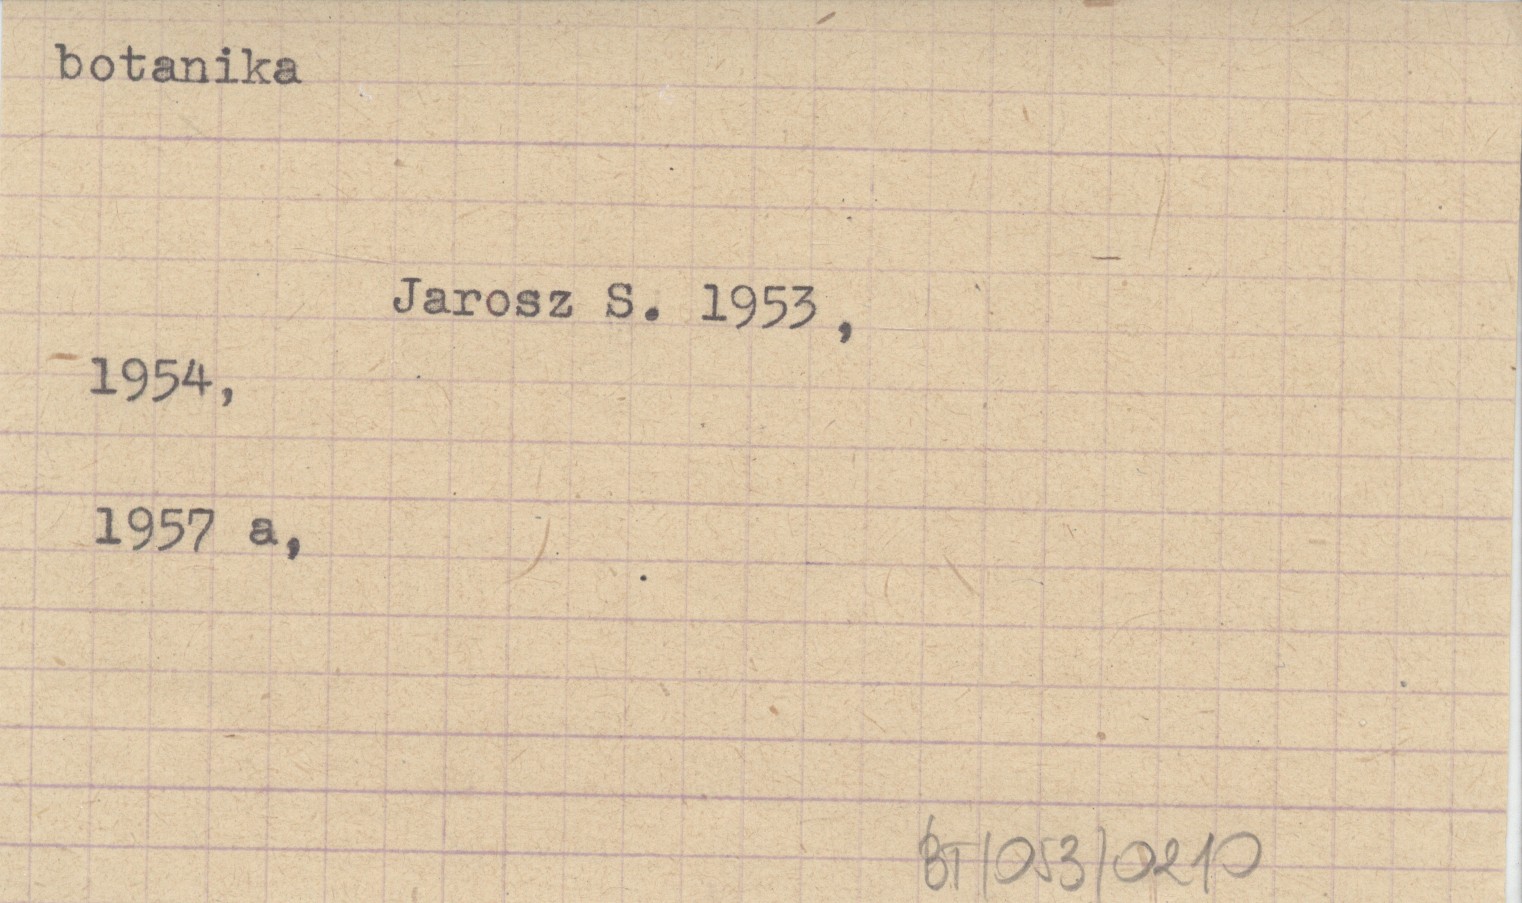 botanika
Jarosz S. 1953,
1954,
1957 a,
BT/053/0210